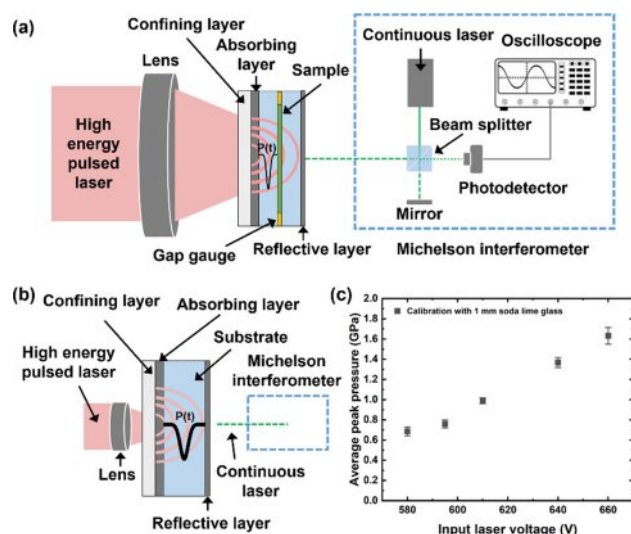 (a)
Confining layer
Lens
Absorbing
layer
Sample
Continuous
laser
Oscilloscope
High
energy
pulsed
laser
P(t)
Beam splitter
Photodetector
Mirror
Gap gauge
Reflective layer
Michelson interferometer
(b)
Confining layer
Absorbing layer
High energy
pulsed laser
Substrate
Michelson
interferometer
P(t)
Lens
Continuous
laser
Reflective layer
(c)
Average peak pressure (GPa)
2.0
1.8
1.6
1.4
1.2
1.0
0.8
0.6
0.4
0.2
0.0
Calibration with 1 mm soda lime glass
580 600 620 640 660
Input laser voltage (V)